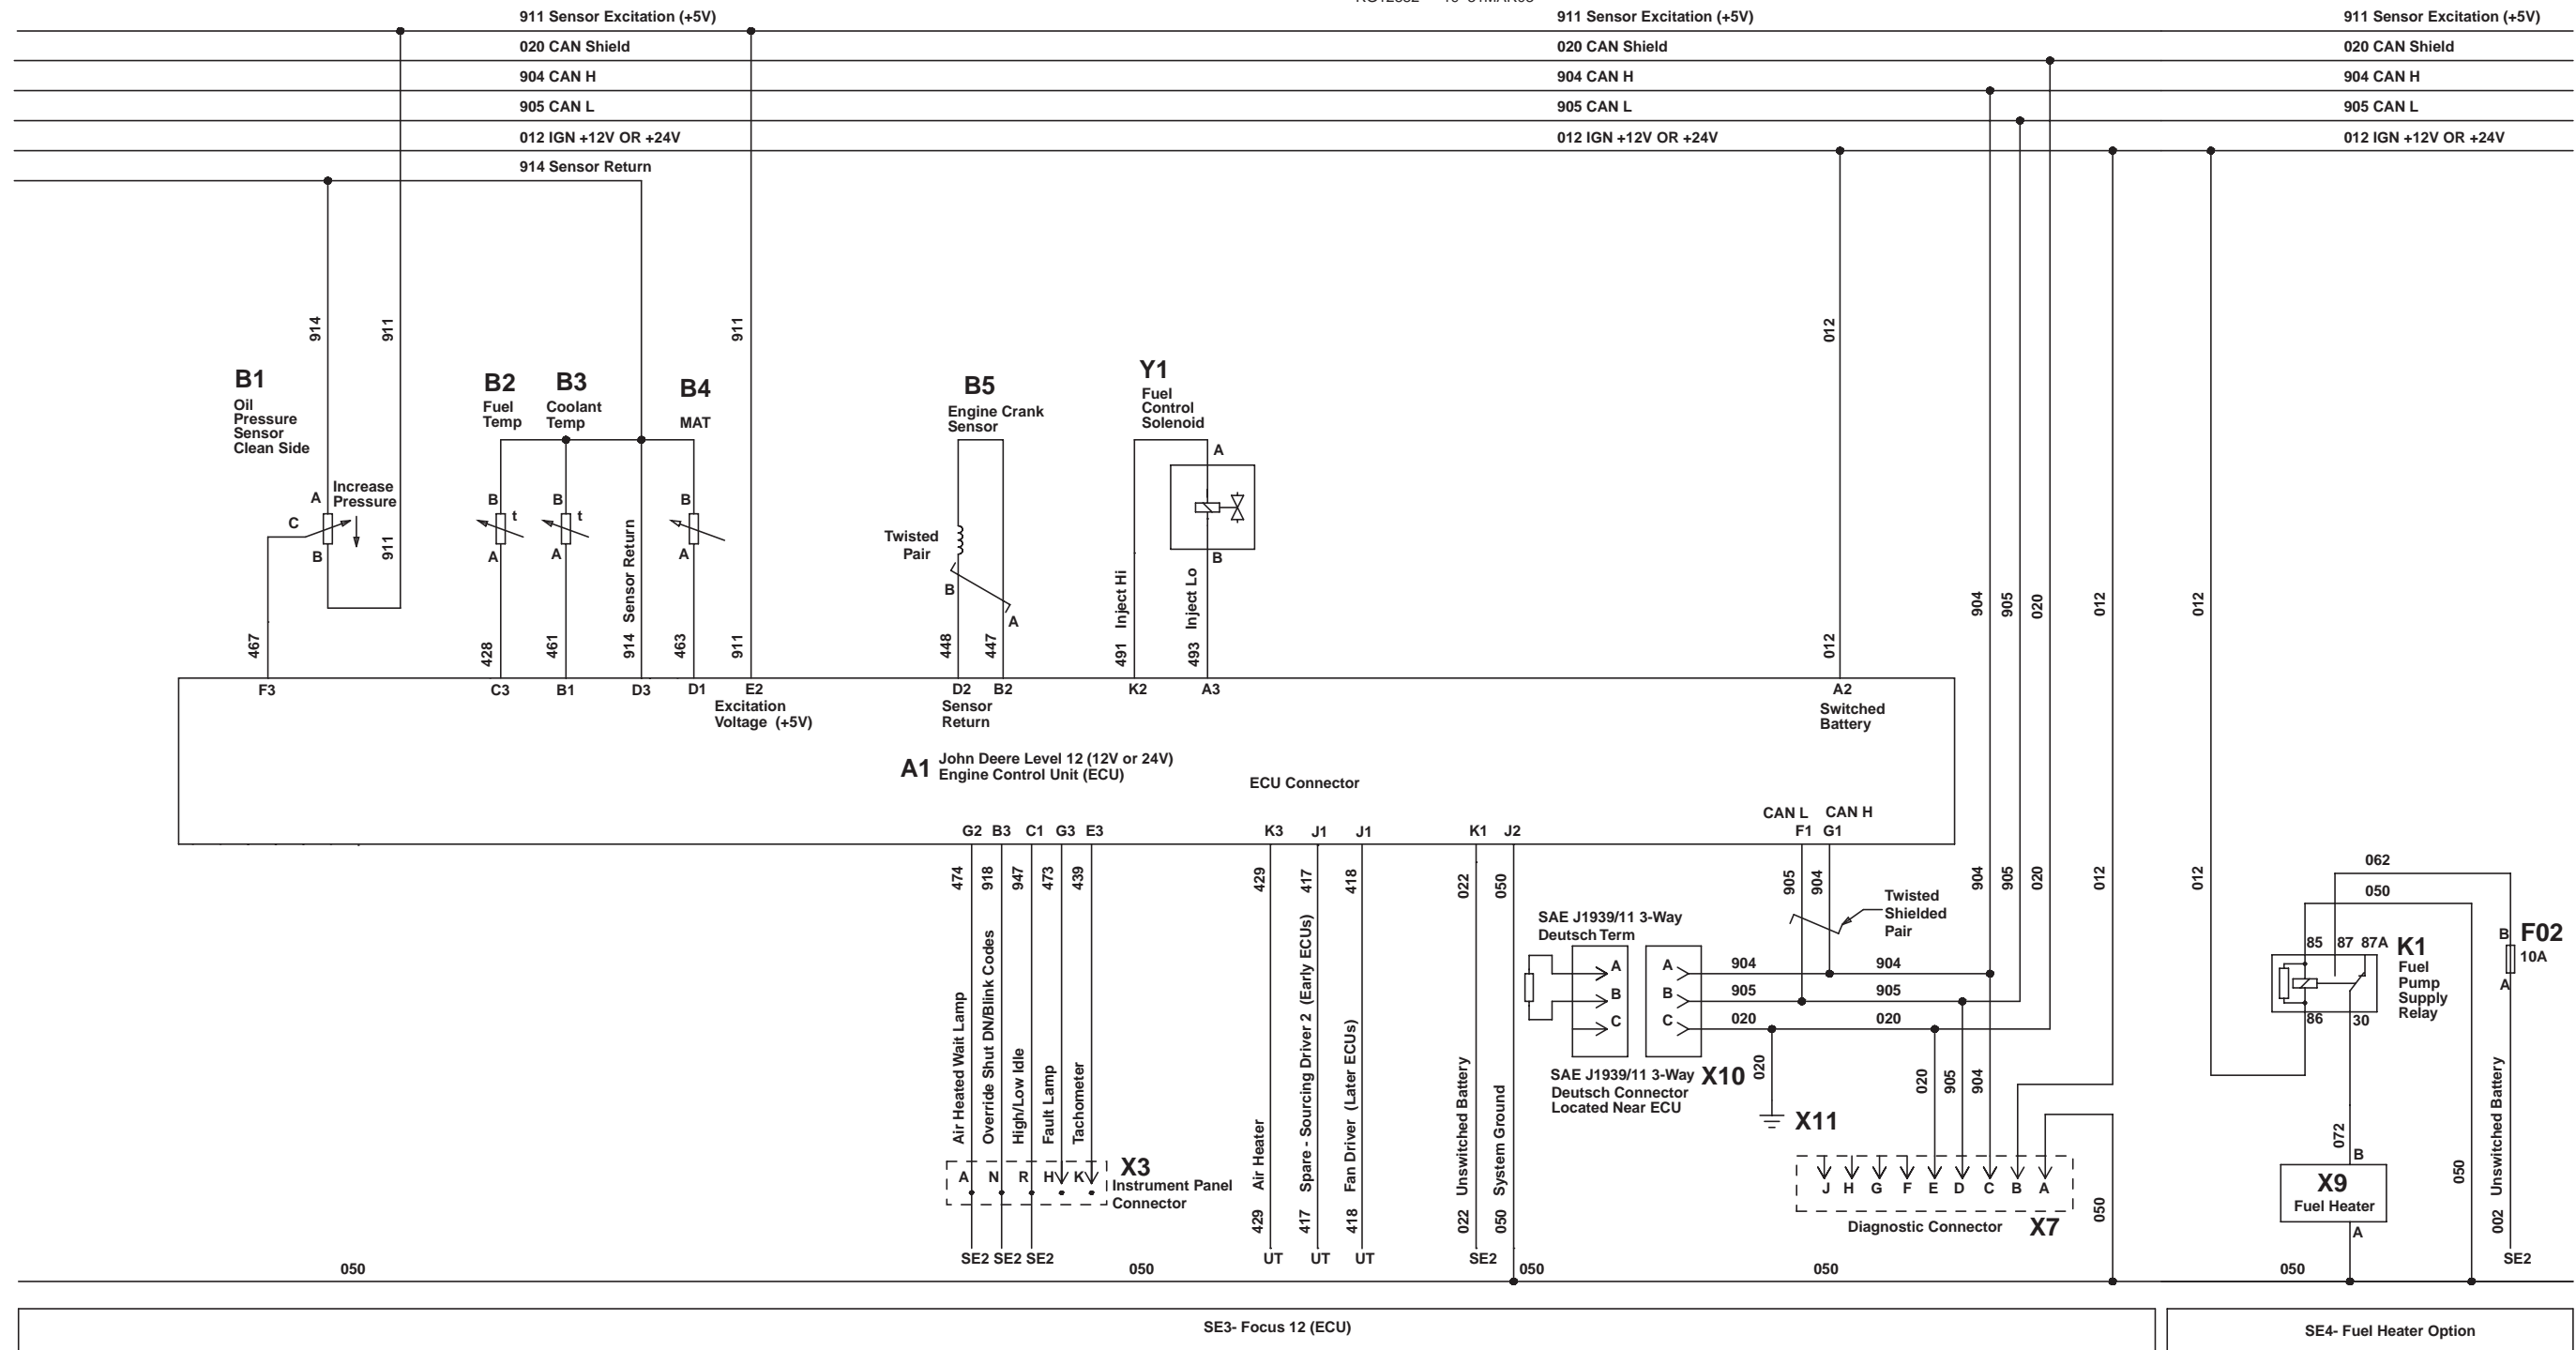 911 Sensor Excitation (+5V)
911 Sensor Excitation (+5V)
911 Sensor Excitation (+5V)
020 CAN Shield
020 CAN Shield
020 CAN Shield
904 CAN H
904 CAN H
904 CAN H
905 CAN L
905 CAN L
905 CAN L
012 IGN +12V OR +24V
012 IGN +12V OR +24V
012 IGN +12V OR +24V
914 Sensor Return
914
911
911
012
B1
Oil
Pressure
Sensor
Clean Side
B2
Fuel
Temp
B3
Coolant
Temp
B4
MAT
B5
Engine Crank
Sensor
Y1
Fuel
Control
Solenoid
A
Increase
Pressure
C
B
911
B
t
A
B
t
A
B
A
Twisted
Pair
B
A
A
B
467
428
461
914 Sensor Return
463
911
448
447
491 Inject Hi
493 Inject Lo
012
904
905
020
012
012
F3
C3
B1
D3
D1
E2
Excitation
Voltage (+5V)
D2
B2
Sensor
Return
K2
A3
A2
Switched
Battery
A1
John Deere Level 12 (12V or 24V)
Engine Control Unit (ECU)
ECU Connector
G2
B3
C1
G3
E3
K3
J1
J1
K1
J2
CAN L
CAN H
F1
G1
474
918
947
473
439
429
417
418
022
050
905
904
904
905
020
012
012
Twisted
Shielded
Pair
Air Heated Wait Lamp
Override Shut DN/Blink Codes
High/Low Idle
Fault Lamp
Tachometer
Air Heater
Spare - Sourcing Driver 2 (Early ECUs)
Fan Driver (Later ECUs)
Unswitched Battery
System Ground
SAE J1939/11 3-Way
Deutsch Term
A
B
C
A
B
C
904
904
905
905
020
020
SAE J1939/11 3-Way
Deutsch Connector
Located Near ECU
X10
020
X11
020
905
904
A
N
R
H
K
X3
Instrument Panel
Connector
429
417
418
022
050
SE2
SE2
SE2
UT
UT
UT
SE2
J
H
G
F
E
D
C
B
A
Diagnostic Connector
X7
050
062
050
85
87
87A
K1
Fuel
Pump
Supply
Relay
86
30
B
F02
10A
A
072
B
X9
Fuel Heater
A
050
002 Unswitched Battery
SE2
050
050
050
050
050
SE3- Focus 12 (ECU)
SE4- Fuel Heater Option